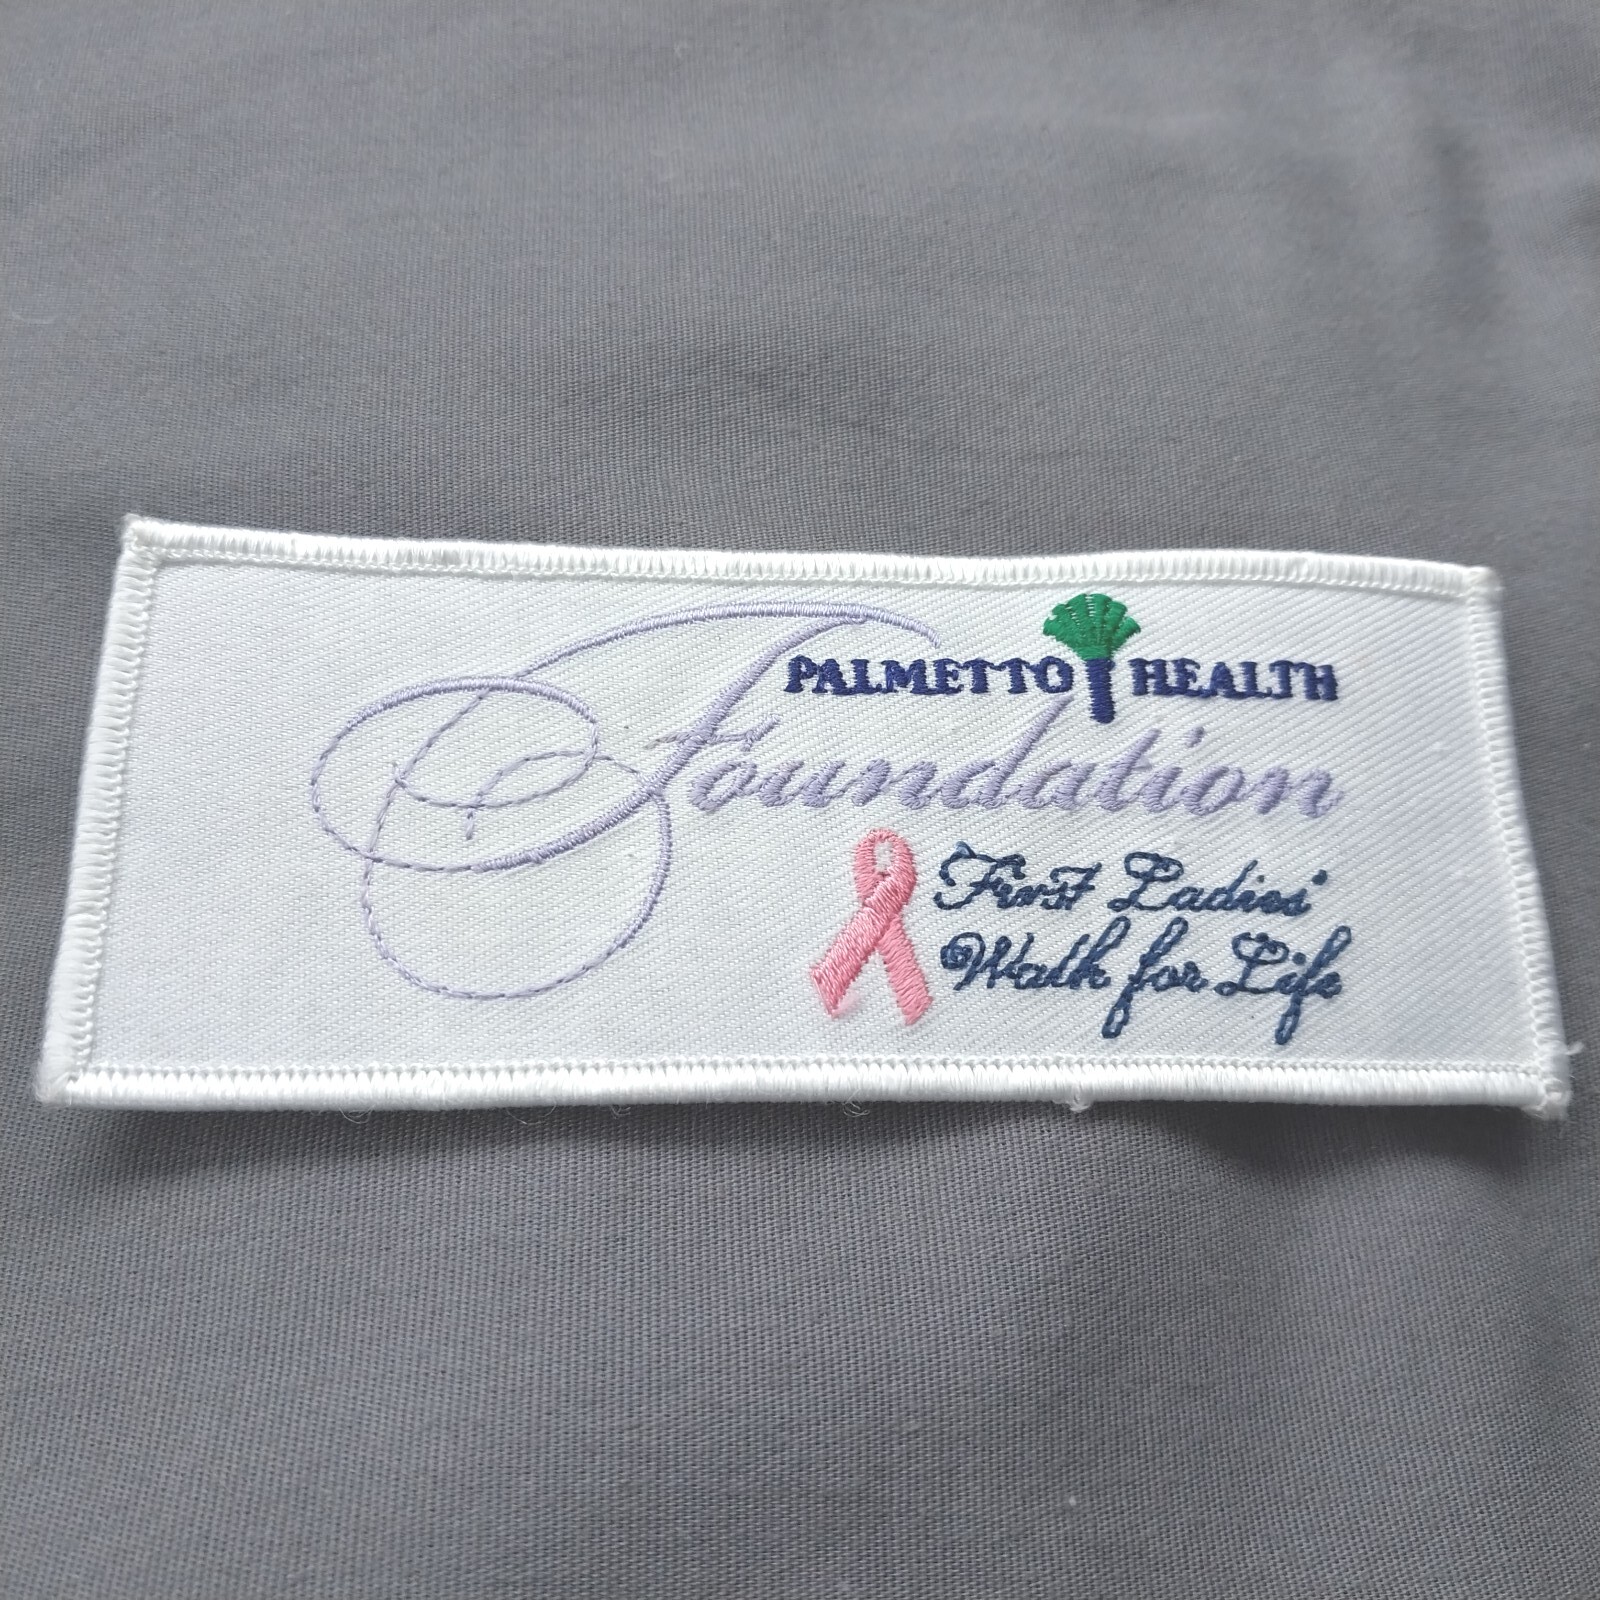 PALMETTO HEALTH
Foundation
First Ladies'
Walk for Life